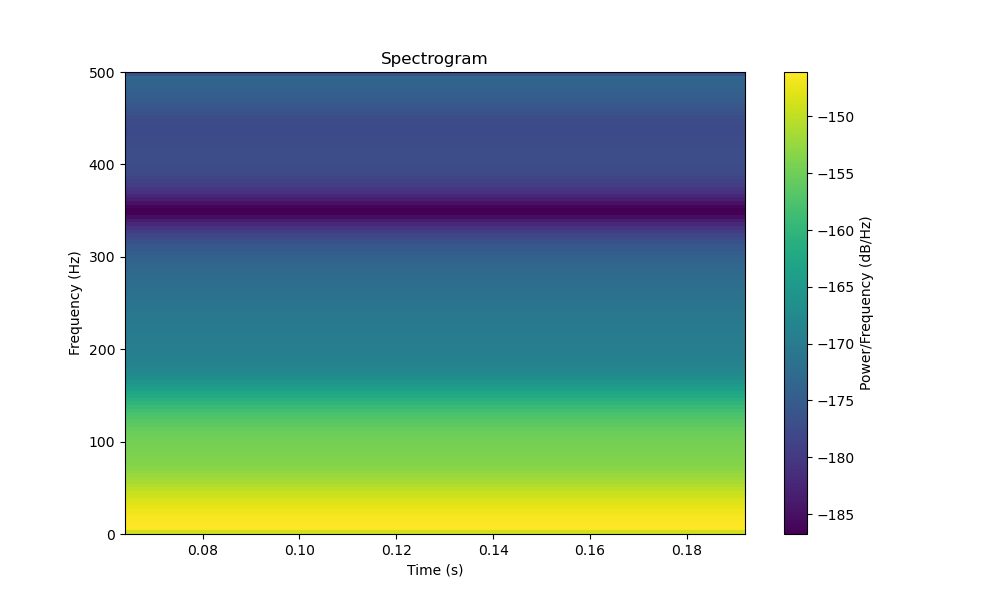 Spectrogram
500
400
300
200
100
0
Frequency (Hz)
0.08 0.10 0.12 0.14 0.16 0.18
Time (s)
−150
−155
−160
−165
−170
−175
−180
−185
Power/Frequency (dB/Hz)